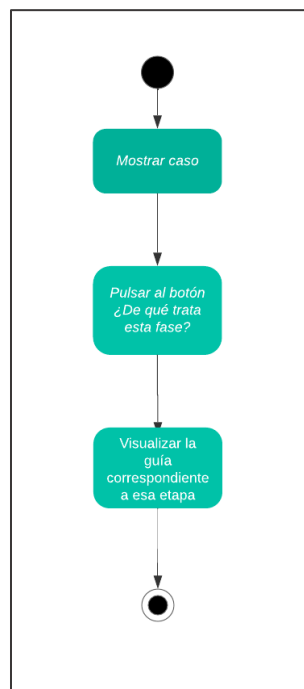 Mostrar caso
Pulsar al botón
¿De qué trata
esta fase?
Visualizar la
guía
correspondiente
a esa etapa